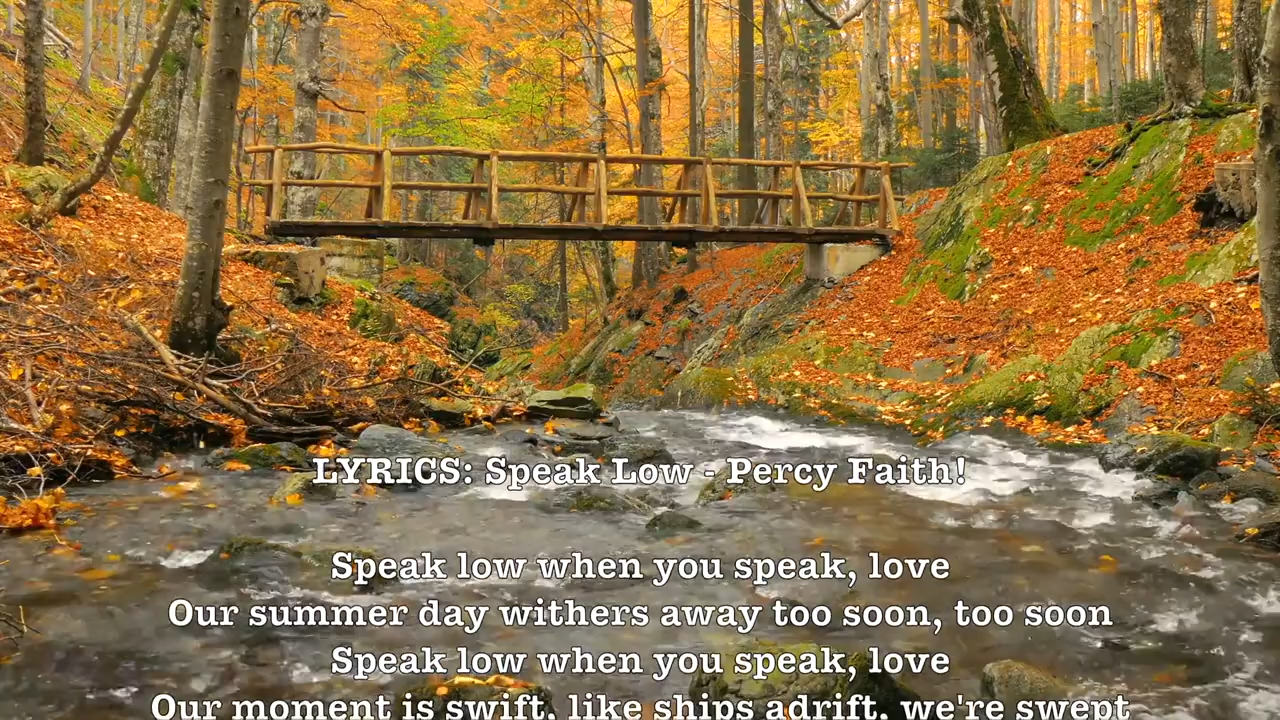 LYRICS: Speak Low - Percy Faith!
Speak low when you speak, love
Our summer day withers away too soon, too soon
Speak low when you speak, love
Our moment is swift, like ships adrift, we're swept